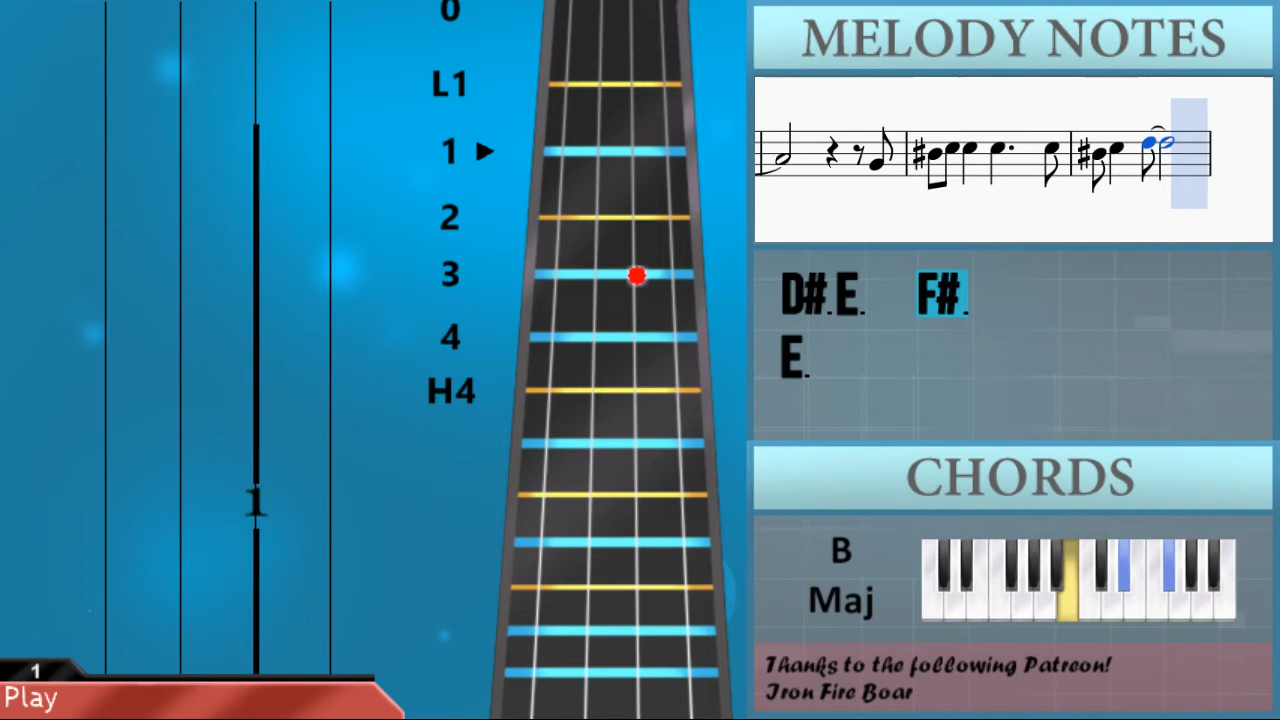 0
L1
1
2
3
4
H4
1
1
Play
MELODY NOTES
D#.E. F#.
E.
CHORDS
B
Maj
Thanks to the following Patreon!
Iron Fire Boar